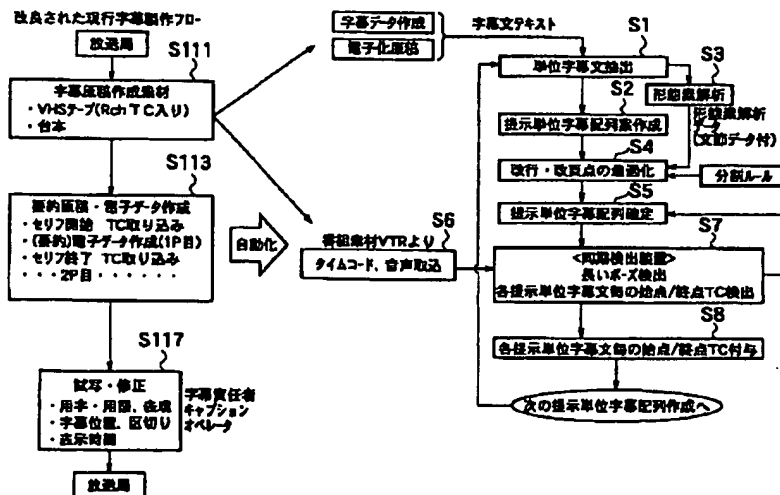 改良された現行字幕製作フロー
放送局
S111
字幕原稿作成素材
・VHSテープ(Rch TC入り)
・台本
S113
要約原稿・電子データ作成
・セリフ開始 TC取り込み
・(要約)電子データ作成(1P目)
・セリフ終了 TC取り込み
・・・2P目・・・・・・
S117
試写・修正
・用字・用語、表現
・字幕位置、区切り
・表示時間
字幕責任者
キャプション
オペレータ
放送局
自動化
字幕データ作成
電子化原稿
字幕文テキスト
S1
単位字幕文抽出
S3
形態素解析
S2
提示単位字幕配列案作成
形態素解析
データ
(文節データ付)
S4
改行・改頁点の最適化
分割ルール
S5
提示単位字幕配列確定
S6
番組素材VTRより
タイムコード、音声取込
S7
<同期検出装置>
長いポーズ検出
各提示単位字幕文毎の始点/終点TC検出
S8
各提示単位字幕文毎の始点/終点TC付与
次の提示単位字幕配列作成へ